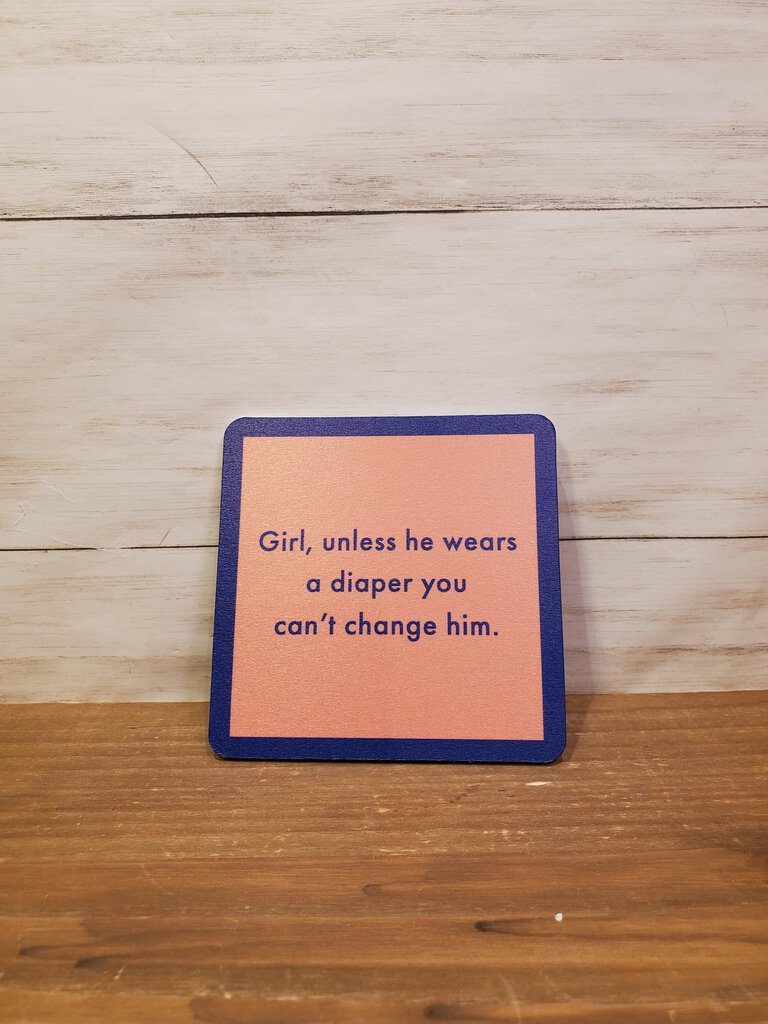 Girl, unless he wears
a diaper you
can’t change him.